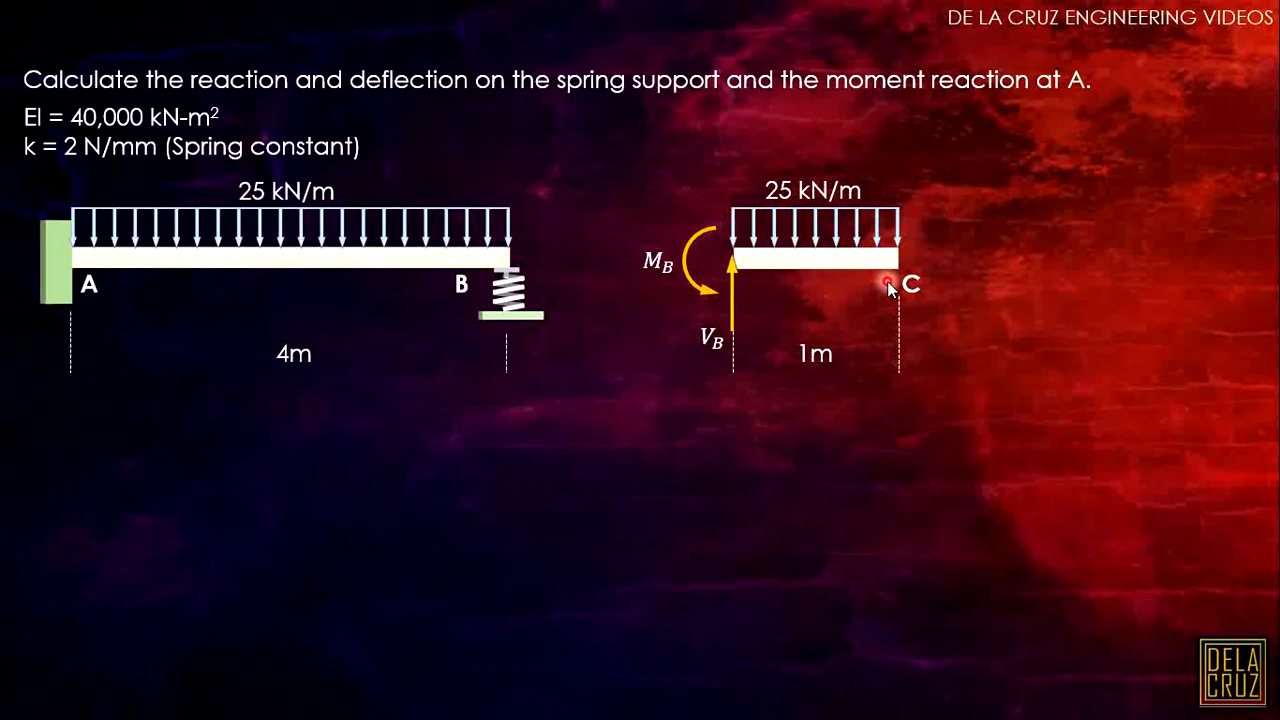 DE LA CRUZ ENGINEERING VIDEOS
Calculate the reaction and deflection on the spring support and the moment reaction at A.
EI = 40,000 kN-m²
k = 2 N/mm (Spring constant)
25 kN/m
25 kN/m
M_B
A
B
C
V_B
4m
1m
DELA
CRUZ